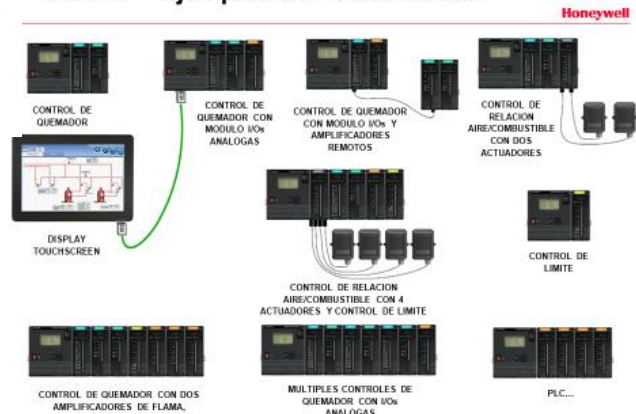 Honeywell
CONTROL DE
QUEMADOR
CONTROL DE
QUEMADOR CON
MODULO I/Os
ANALOGAS
CONTROL DE QUEMADOR
CON MODULO I/Os Y
AMPLIFICADORES
REMOTOS
CONTROL DE
RELACION
AIRE/COMBUSTIBLE
CON DOS
ACTUADORES
DISPLAY
TOUCHSCREEN
CONTROL DE RELACION
AIRE/COMBUSTIBLE CON 4
ACTUADORES Y CONTROL DE LIMITE
CONTROL DE
LIMITE
CONTROL DE QUEMADOR CON DOS
AMPLIFICADORES DE FLAMA,
MULTIPLES CONTROLES DE
QUEMADOR CON I/Os
ANALOGAS
PLC...